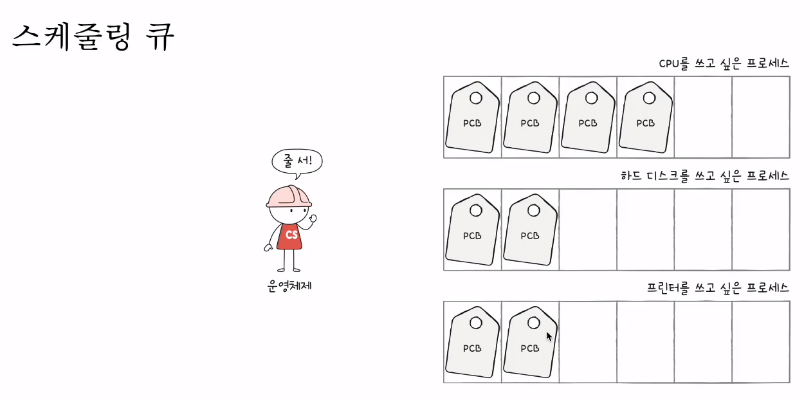 스케줄링 큐
CPU를 쓰고 싶은 프로세스
PCB PCB PCB PCB
줄 서!
하드 디스크를 쓰고 싶은 프로세스
CS
PCB PCB
운영체제
프린터를 쓰고 싶은 프로세스
PCB PCB